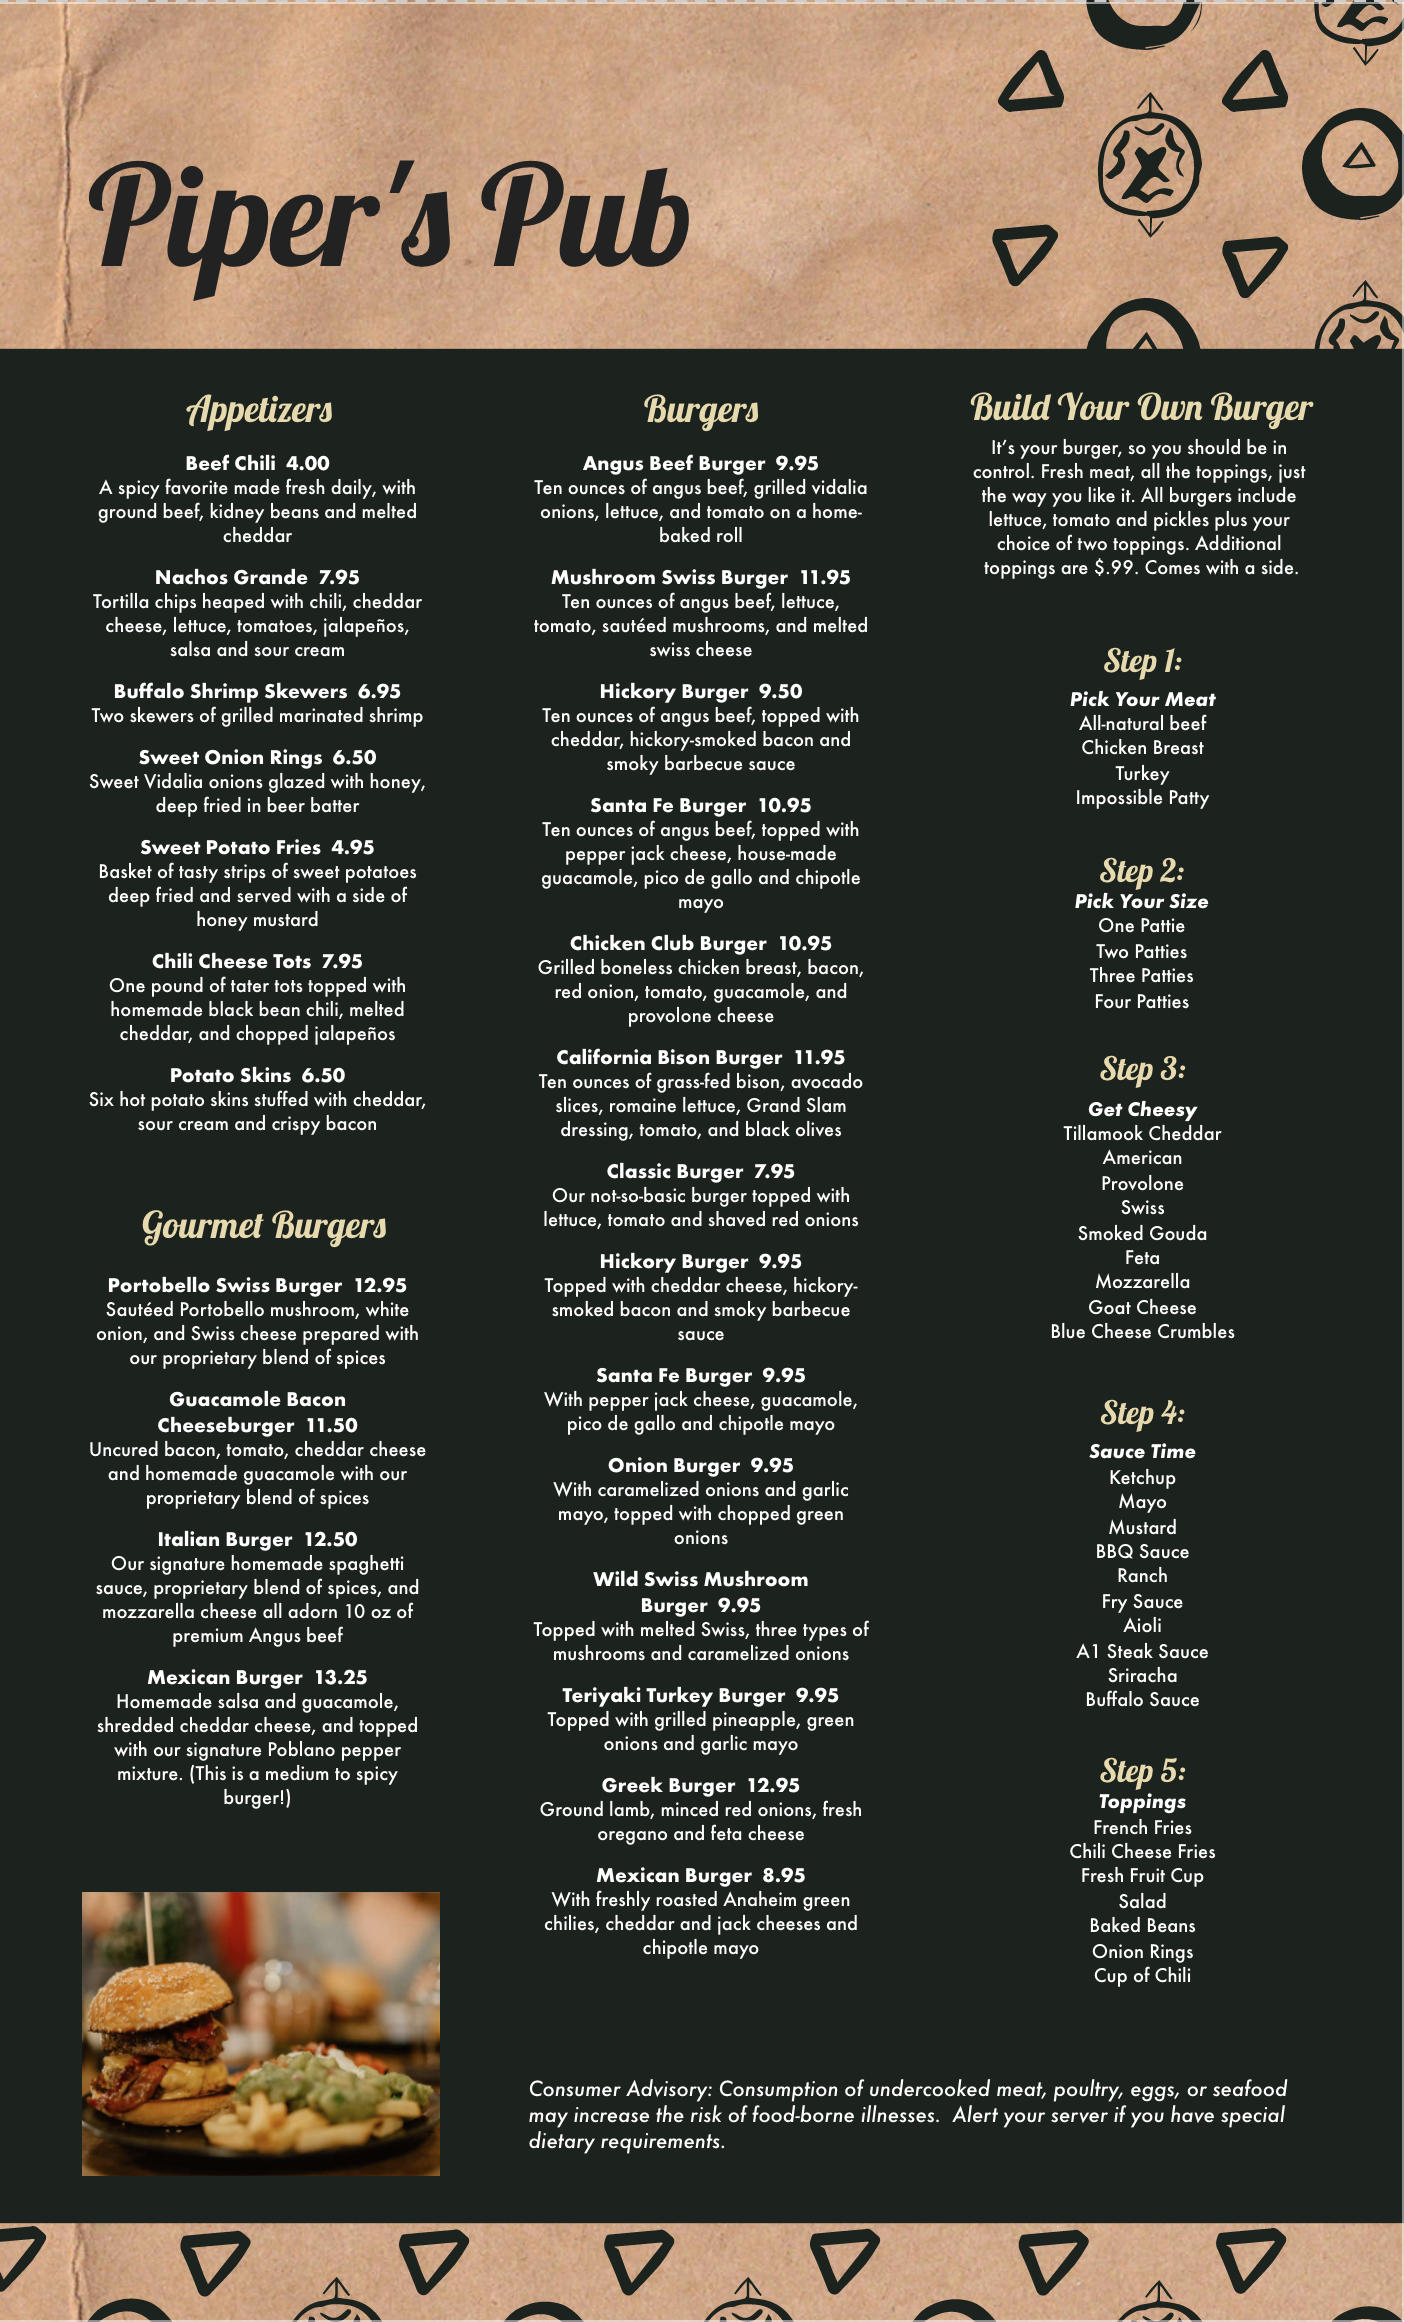 Piper's Pub
Appetizers
Beef Chili 4.00
A spicy favorite made fresh daily, with
ground beef, kidney beans and melted
cheddar
Nachos Grande 7.95
Tortilla chips heaped with chili, cheddar
cheese, lettuce, tomatoes, jalapeños,
salsa and sour cream
Buffalo Shrimp Skewers 6.95
Two skewers of grilled marinated shrimp
Sweet Onion Rings 6.50
Sweet Vidalia onions glazed with honey,
deep fried in beer batter
Sweet Potato Fries 4.95
Basket of tasty strips of sweet potatoes
deep fried and served with a side of
honey mustard
Chili Cheese Tots 7.95
One pound of tater tots topped with
homemade black bean chili, melted
cheddar, and chopped jalapeños
Potato Skins 6.50
Six hot potato skins stuffed with cheddar,
sour cream and crispy bacon
Gourmet Burgers
Portobello Swiss Burger 12.95
Sautéed Portobello mushroom, white
onion, and Swiss cheese prepared with
our proprietary blend of spices
Guacamole Bacon
Cheeseburger 11.50
Uncured bacon, tomato, cheddar cheese
and homemade guacamole with our
proprietary blend of spices
Italian Burger 12.50
Our signature homemade spaghetti
sauce, proprietary blend of spices, and
mozzarella cheese all adorn 10 oz of
premium Angus beef
Mexican Burger 13.25
Homemade salsa and guacamole,
shredded cheddar cheese, and topped
with our signature Poblano pepper
mixture. (This is a medium to spicy
burger!)
Burgers
Angus Beef Burger 9.95
Ten ounces of angus beef, grilled vidalia
onions, lettuce, and tomato on a home-
baked roll
Mushroom Swiss Burger 11.95
Ten ounces of angus beef, lettuce,
tomato, sautéed mushrooms, and melted
swiss cheese
Hickory Burger 9.50
Ten ounces of angus beef, topped with
cheddar, hickory-smoked bacon and
smoky barbecue sauce
Santa Fe Burger 10.95
Ten ounces of angus beef, topped with
pepper jack cheese, house-made
guacamole, pico de gallo and chipotle
mayo
Chicken Club Burger 10.95
Grilled boneless chicken breast, bacon,
red onion, tomato, guacamole, and
provolone cheese
California Bison Burger 11.95
Ten ounces of grass-fed bison, avocado
slices, romaine lettuce, Grand Slam
dressing, tomato, and black olives
Classic Burger 7.95
Our not-so-basic burger topped with
lettuce, tomato and shaved red onions
Hickory Burger 9.95
Topped with cheddar cheese, hickory-
smoked bacon and smoky barbecue
sauce
Santa Fe Burger 9.95
With pepper jack cheese, guacamole,
pico de gallo and chipotle mayo
Onion Burger 9.95
With caramelized onions and garlic
mayo, topped with chopped green
onions
Wild Swiss Mushroom
Burger 9.95
Topped with melted Swiss, three types of
mushrooms and caramelized onions
Teriyaki Turkey Burger 9.95
Topped with grilled pineapple, green
onions and garlic mayo
Greek Burger 12.95
Ground lamb, minced red onions, fresh
oregano and feta cheese
Mexican Burger 8.95
With freshly roasted Anaheim green
chilies, cheddar and jack cheeses and
chipotle mayo
Build Your Own Burger
It's your burger, so you should be in
control. Fresh meat, all the toppings, just
the way you like it. All burgers include
lettuce, tomato and pickles plus your
choice of two toppings. Additional
toppings are $.99. Comes with a side.
Step 1:
Pick Your Meat
All-natural beef
Chicken Breast
Turkey
Impossible Patty
Step 2:
Pick Your Size
One Pattie
Two Patties
Three Patties
Four Patties
Step 3:
Get Cheesy
Tillamook Cheddar
American
Provolone
Swiss
Smoked Gouda
Feta
Mozzarella
Goat Cheese
Blue Cheese Crumbles
Step 4:
Sauce Time
Ketchup
Mayo
Mustard
BBQ Sauce
Ranch
Fry Sauce
Aioli
A1 Steak Sauce
Sriracha
Buffalo Sauce
Step 5:
Toppings
French Fries
Chili Cheese Fries
Fresh Fruit Cup
Salad
Baked Beans
Onion Rings
Cup of Chili
Consumer Advisory: Consumption of undercooked meat, poultry, eggs, or seafood
may increase the risk of food-borne illnesses. Alert your server if you have special
dietary requirements.